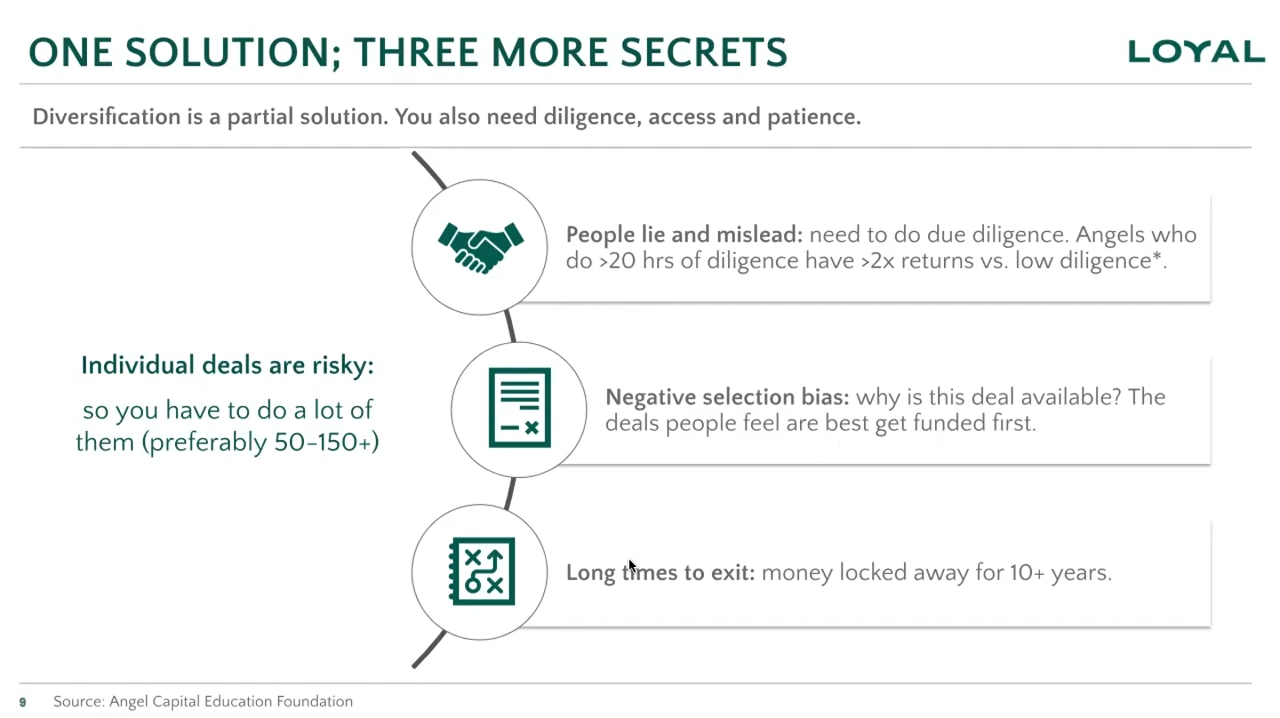 ONE SOLUTION; THREE MORE SECRETS
LOYAL
Diversification is a partial solution. You also need diligence, access and patience.
People lie and mislead: need to do due diligence. Angels who
do >20 hrs of diligence have >2x returns vs. low diligence*.
Individual deals are risky:
so you have to do a lot of
them (preferably 50-150+)
Negative selection bias: why is this deal available? The
deals people feel are best get funded first.
Long times to exit: money locked away for 10+ years.
9
Source: Angel Capital Education Foundation